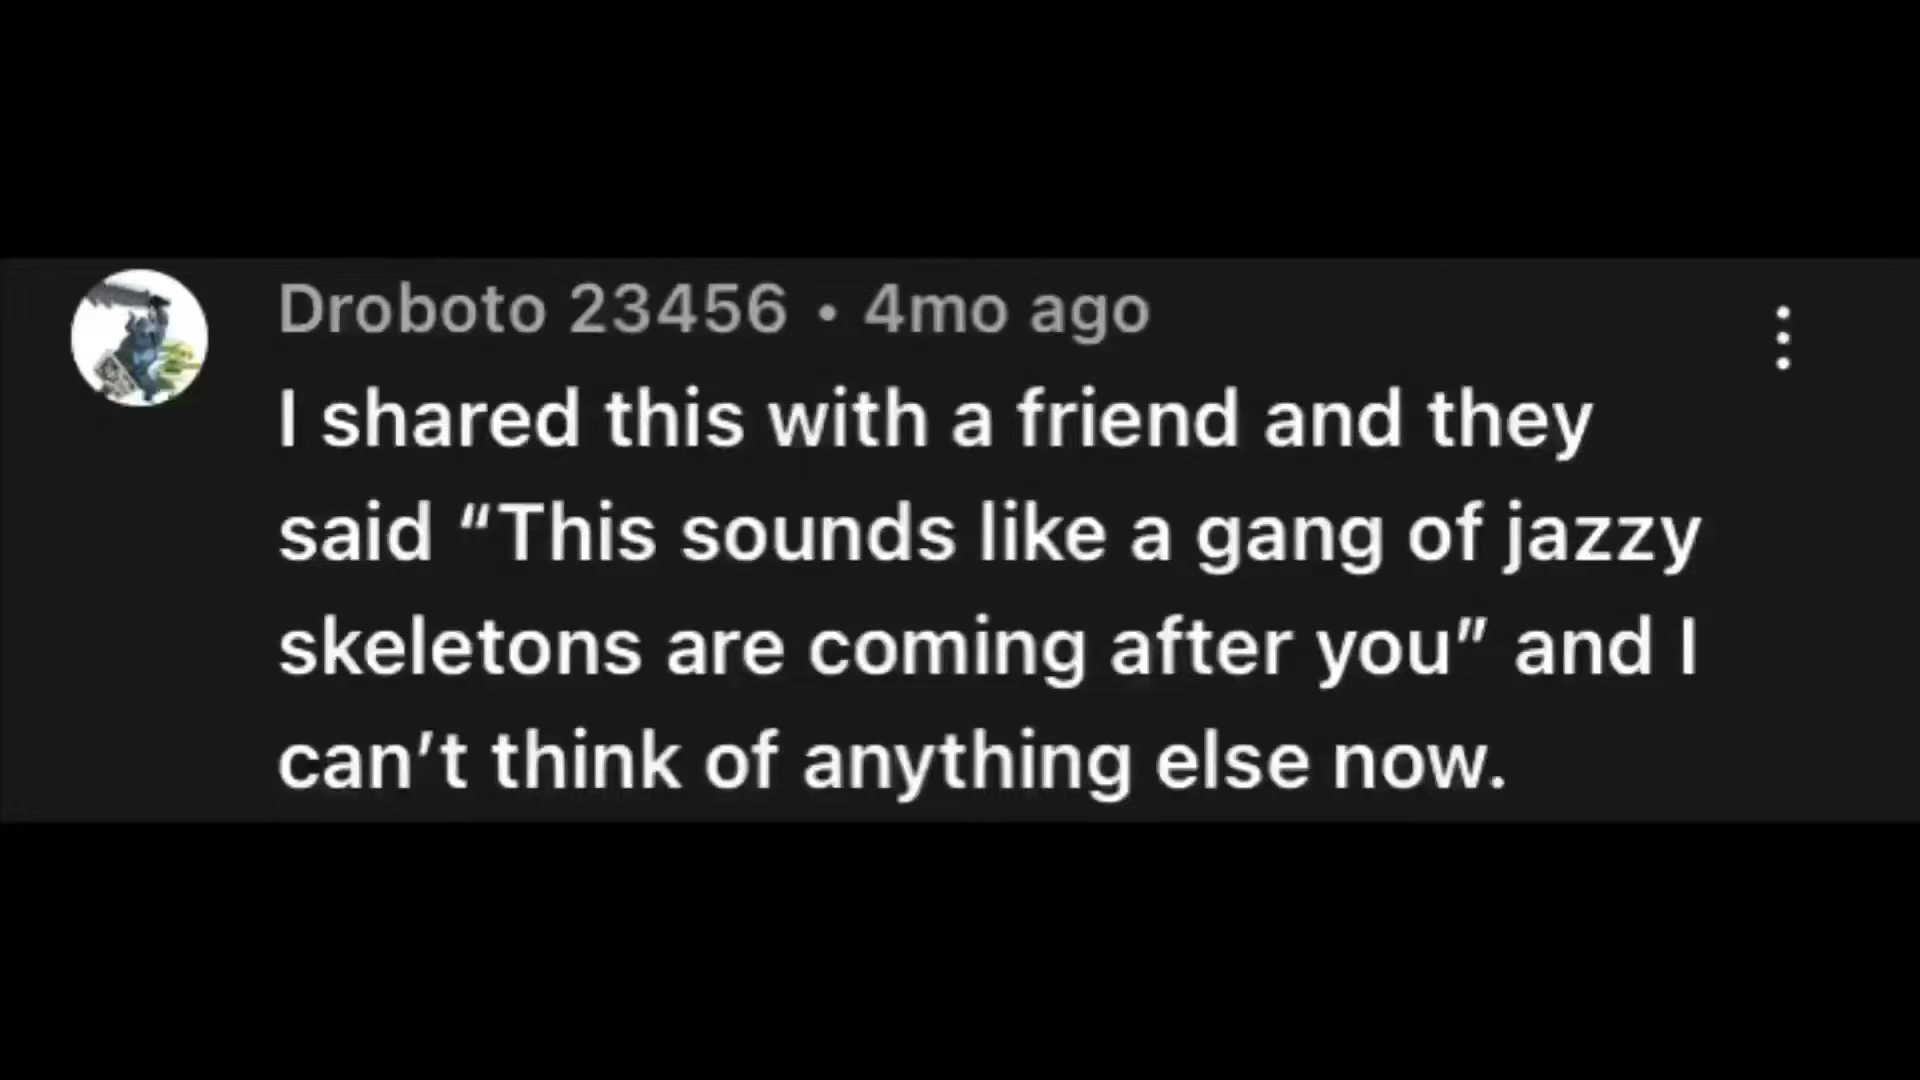 Droboto 23456 • 4mo ago
I shared this with a friend and they
said “This sounds like a gang of jazzy
skeletons are coming after you” and I
can’t think of anything else now.